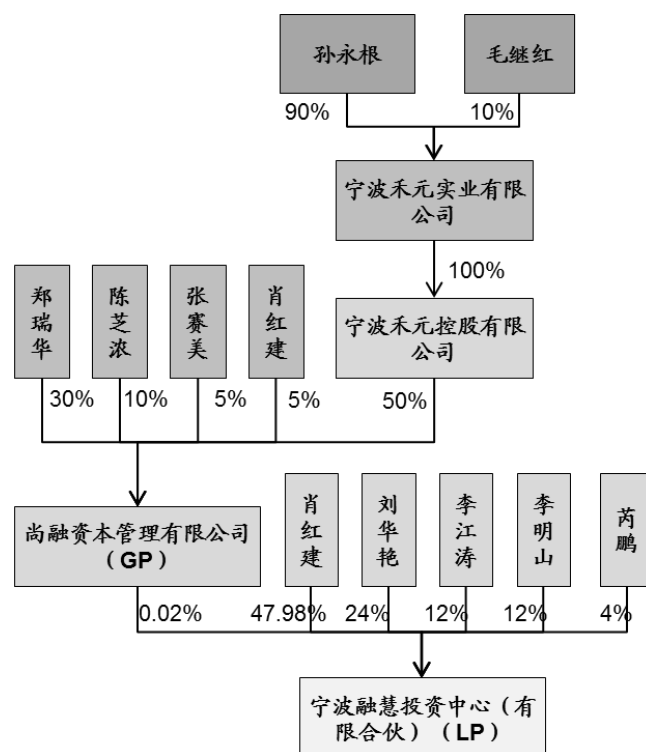 孙永根
毛继红
90%
10%
宁波禾元实业有限
公司
100%
郑瑞华
陈芝浓
张赛美
肖红建
宁波禾元控股有限
公司
30%
10%
5%
5%
50%
尚融资本管理有限公司
（GP）
肖红建
刘华艳
李江涛
李明山
芮鹏
0.02%
47.98%
24%
12%
12%
4%
宁波融慧投资中心（有
限合伙）（LP）